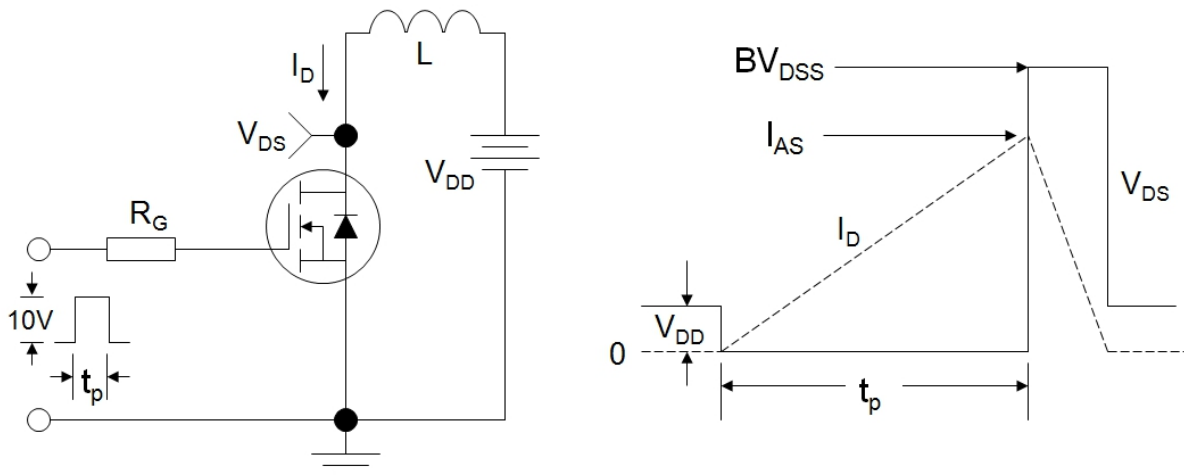 L
I_D
V_DS
V_DD
R_G
10V
t_p
BV_DSS
I_AS
V_DS
I_D
V_DD
0
t_p